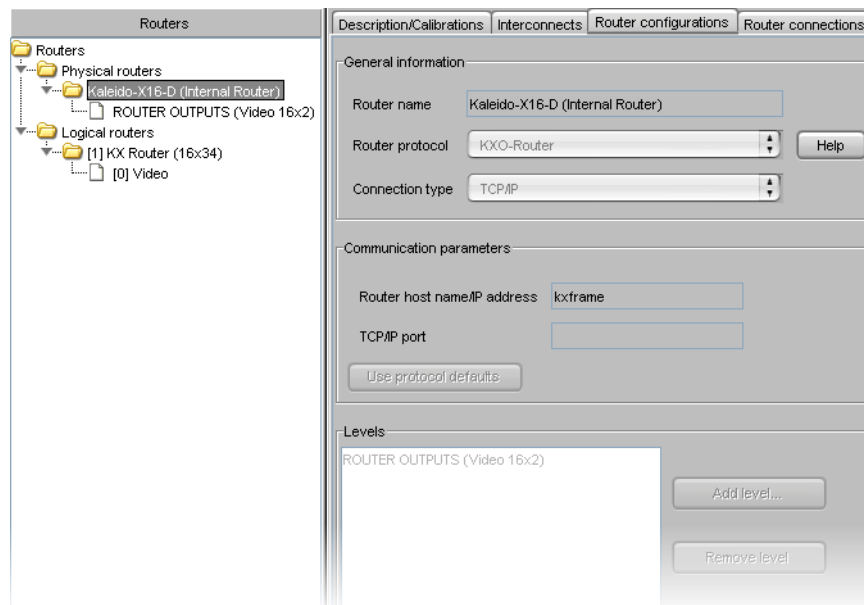 Routers
Routers
Physical routers
Kaleido-X16-D (Internal Router)
ROUTER OUTPUTS (Video 16x2)
Logical routers
[1] KX Router (16x34)
[0] Video
Description/Calibrations Interconnects Router configurations Router connections
General information
Router name Kaleido-X16-D (Internal Router)
Router protocol KXO-Router Help
Connection type TCP/IP
Communication parameters
Router host name/IP address kxframe
TCP/IP port
Use protocol defaults
Levels
ROUTER OUTPUTS (Video 16x2)
Add level...
Remove level